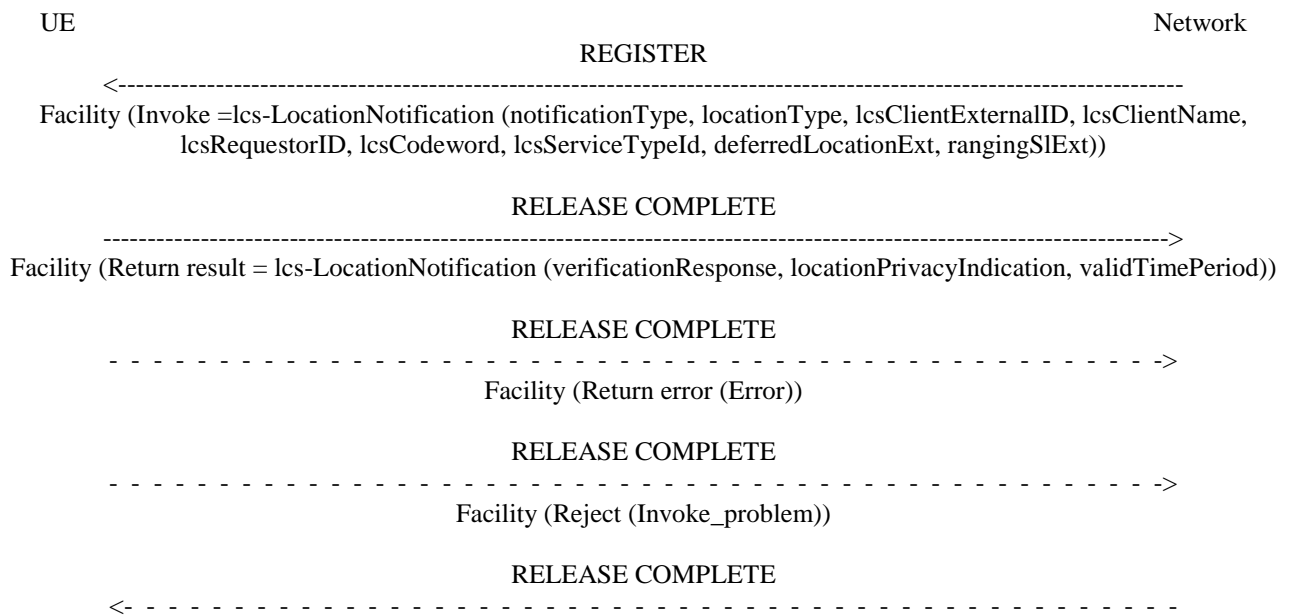 UE Network
REGISTER
<------------------------------------------------------------------------------------------------------------------------
Facility (Invoke =lcs-LocationNotification (notificationType, locationType, lcsClientExternalID, lcsClientName,
lcsRequestorID, lcsCodeword, lcsServiceTypeId, deferredLocationExt, rangingSlExt))
RELEASE COMPLETE
------------------------------------------------------------------------------------------------------------------------>
Facility (Return result = lcs-LocationNotification (verificationResponse, locationPrivacyIndication, validTimePeriod))
RELEASE COMPLETE
- - - - - - - - - - - - - - - - - - - - - - - - - - - - - - - - - - - - - - - - - - - - - - - ->
Facility (Return error (Error))
RELEASE COMPLETE
- - - - - - - - - - - - - - - - - - - - - - - - - - - - - - - - - - - - - - - - - - - - - - - ->
Facility (Reject (Invoke_problem))
RELEASE COMPLETE
<- - - - - - - - - - - - - - - - - - - - - - - - - - - - - - - - - - - - - - - - - - - - - - - -